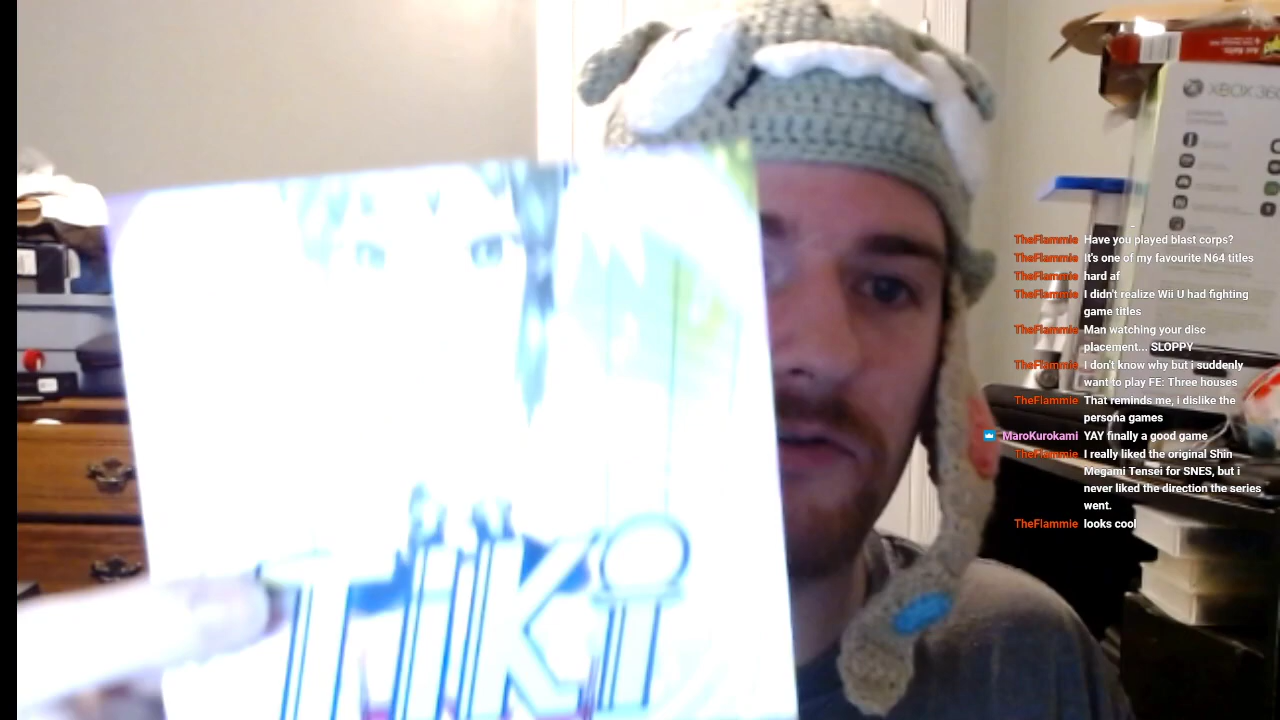 XBOX 360
TiKi
TheFlammie Have you played blast corps?
TheFlammie It's one of my favourite N64 titles
TheFlammie hard af
TheFlammie I didn't realize Wii U had fighting
game titles
TheFlammie Man watching your disc
placement... SLOPPY
TheFlammie I don't know why but i suddenly
want to play FE: Three houses
TheFlammie That reminds me, i dislike the
persona games
MaroKurokami YAY finally a good game
TheFlammie I really liked the original Shin
Megami Tensei for SNES, but i
never liked the direction the series
went.
TheFlammie looks cool